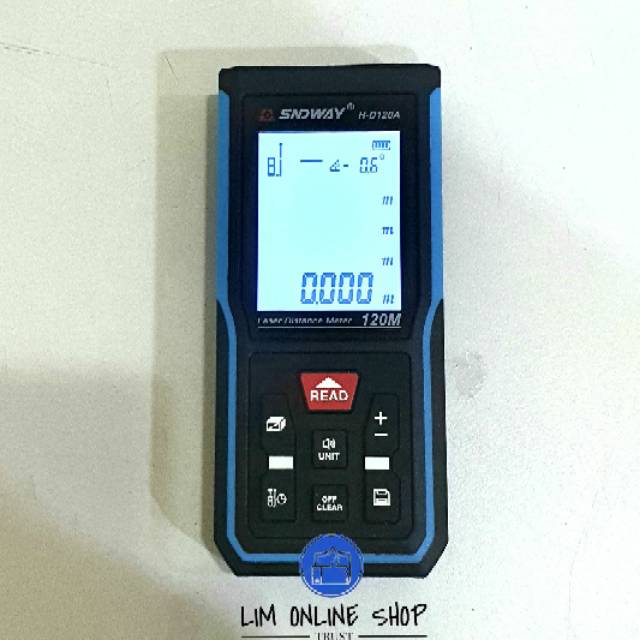 SNDWAY® H-D120A
- 0.6°
m
m
m
0.000 m
Laser Distance Meter 120M
READ
+
UNIT
−
OFF
CLEAR
LIM ONLINE SHOP
TRUST